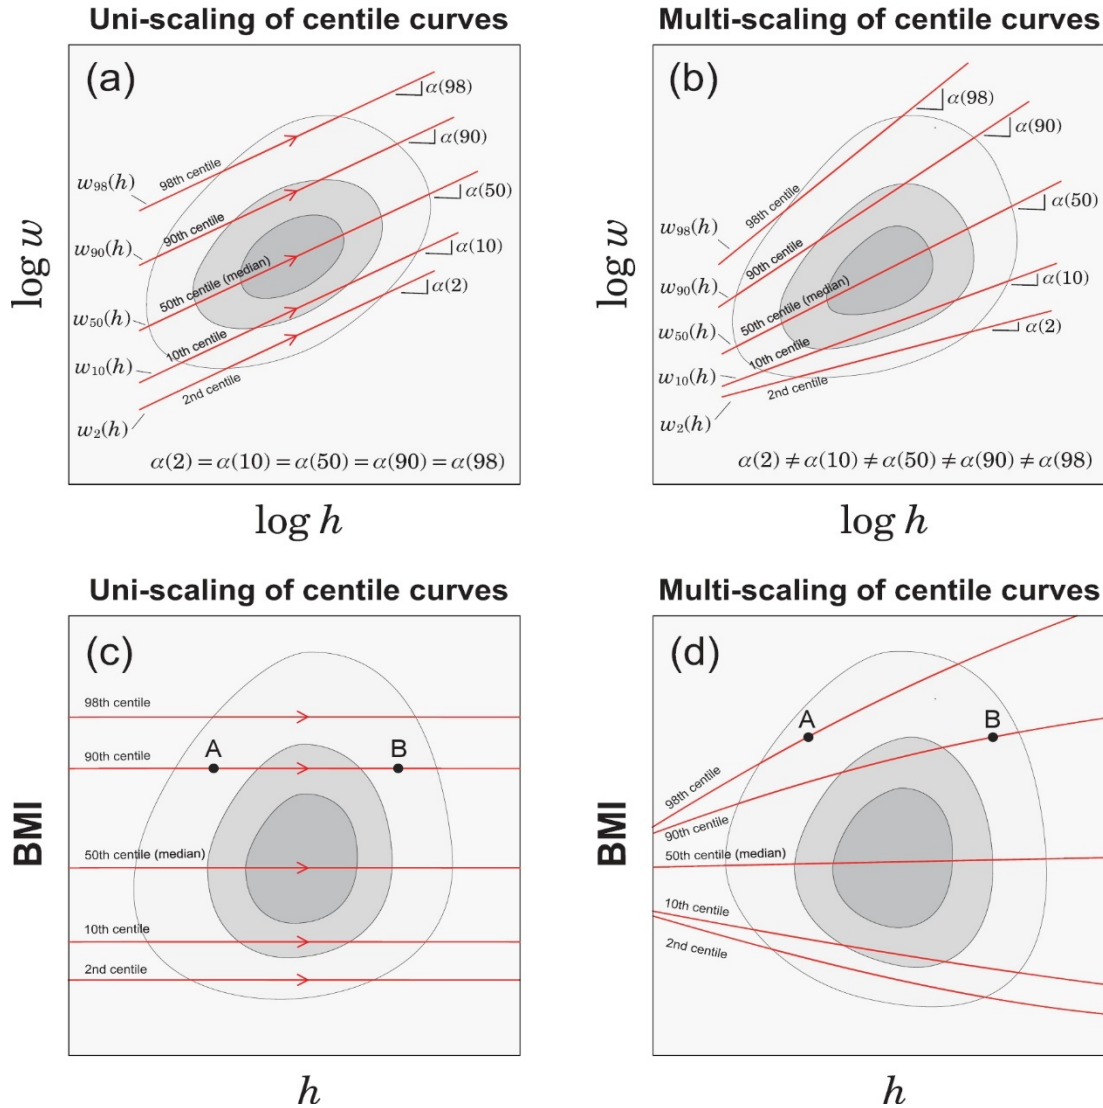 Uni-scaling of centile curves
(a)
α(98)
α(90)
α(50)
α(10)
α(2)
98th centile
90th centile
50th centile (median)
10th centile
2nd centile
w98(h)
w90(h)
w50(h)
w10(h)
w2(h)
α(2) = α(10) = α(50) = α(90) = α(98)
log w
log h
Multi-scaling of centile curves
(b)
α(98)
α(90)
α(50)
α(10)
α(2)
98th centile
90th centile
50th centile (median)
10th centile
2nd centile
w98(h)
w90(h)
w50(h)
w10(h)
w2(h)
α(2) ≠ α(10) ≠ α(50) ≠ α(90) ≠ α(98)
log w
log h
Uni-scaling of centile curves
(c)
98th centile
90th centile
A
B
50th centile (median)
10th centile
2nd centile
BMI
h
Multi-scaling of centile curves
(d)
A
B
98th centile
90th centile
50th centile (median)
10th centile
2nd centile
BMI
h